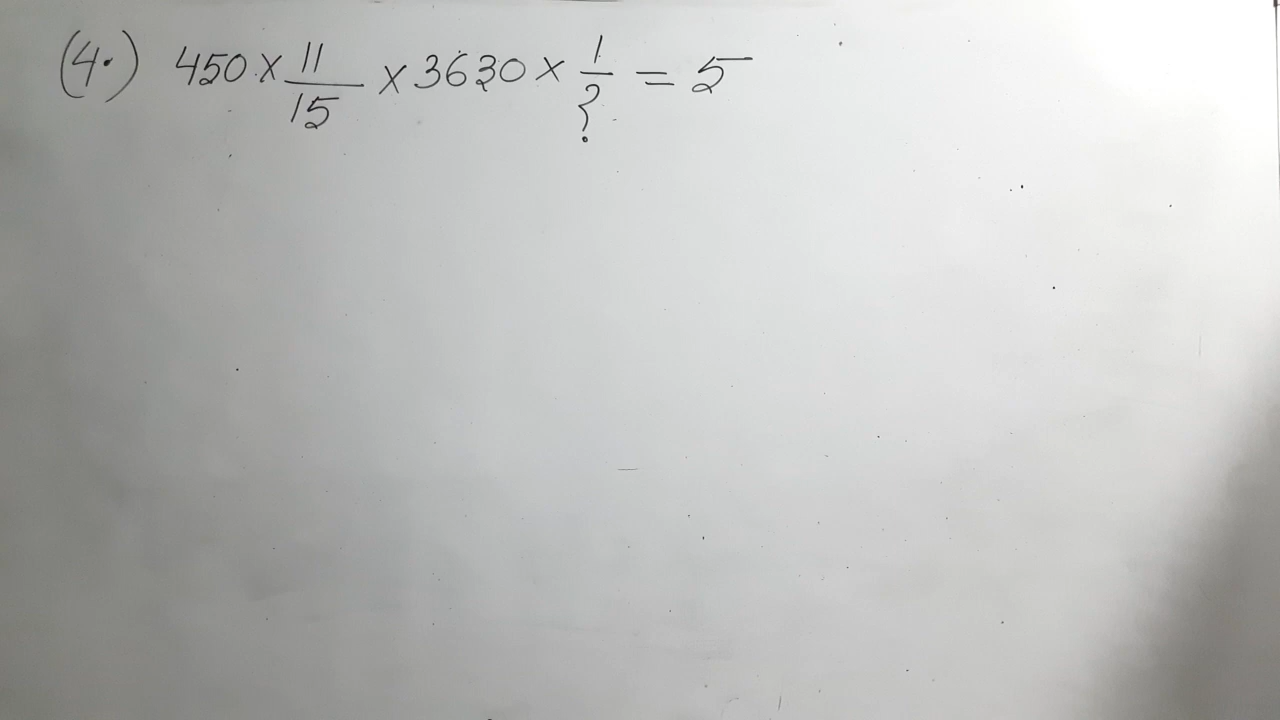 (4.) 450 × 11/15 × 3630 × 1/? = 5